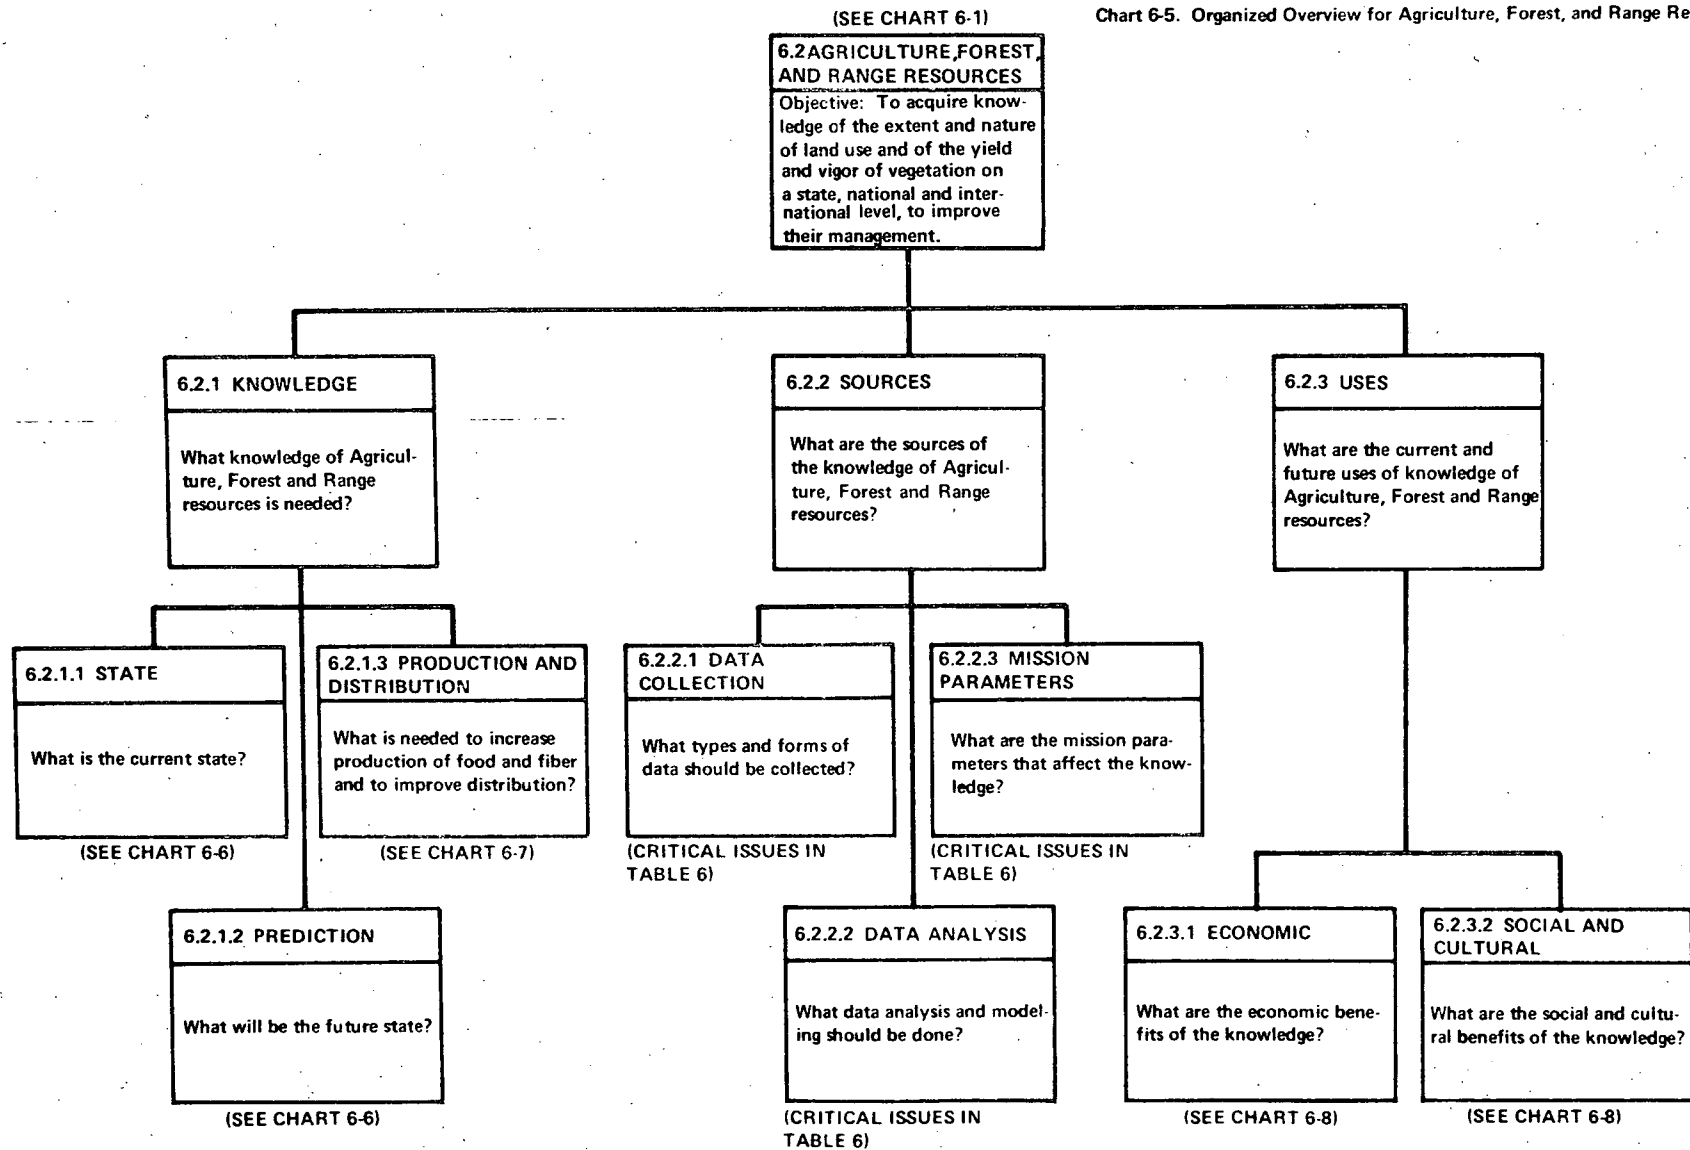 (SEE CHART 6-1)
Chart 6-5. Organized Overview for Agriculture, Forest, and Range Re
6.2 AGRICULTURE, FOREST,
AND RANGE RESOURCES
Objective: To acquire know-
ledge of the extent and nature
of land use and of the yield
and vigor of vegetation on
a state, national and inter-
national level, to improve
their management.
6.2.1 KNOWLEDGE
What knowledge of Agricul-
ture, Forest and Range
resources is needed?
6.2.2 SOURCES
What are the sources of
the knowledge of Agricul-
ture, Forest and Range
resources?
6.2.3 USES
What are the current and
future uses of knowledge of
Agriculture, Forest and Range
resources?
6.2.1.1 STATE
What is the current state?
(SEE CHART 6-6)
6.2.1.3 PRODUCTION AND
DISTRIBUTION
What is needed to increase
production of food and fiber
and to improve distribution?
(SEE CHART 6-7)
6.2.2.1 DATA
COLLECTION
What types and forms of
data should be collected?
(CRITICAL ISSUES IN
TABLE 6)
6.2.2.3 MISSION
PARAMETERS
What are the mission para-
meters that affect the know-
ledge?
(CRITICAL ISSUES IN
TABLE 6)
6.2.1.2 PREDICTION
What will be the future state?
(SEE CHART 6-6)
6.2.2.2 DATA ANALYSIS
What data analysis and model-
ing should be done?
(CRITICAL ISSUES IN
TABLE 6)
6.2.3.1 ECONOMIC
What are the economic bene-
fits of the knowledge?
(SEE CHART 6-8)
6.2.3.2 SOCIAL AND
CULTURAL
What are the social and cultu-
ral benefits of the knowledge?
(SEE CHART 6-8)